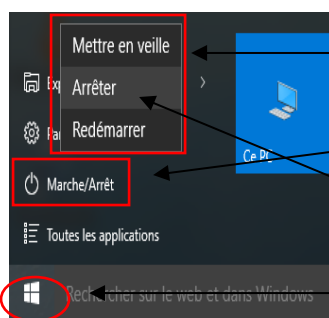 Mettre en veille
Arrêter
Redémarrer
Ce PC
Marche/Arrêt
Toutes les applications
Rechercher sur le web et dans Windows